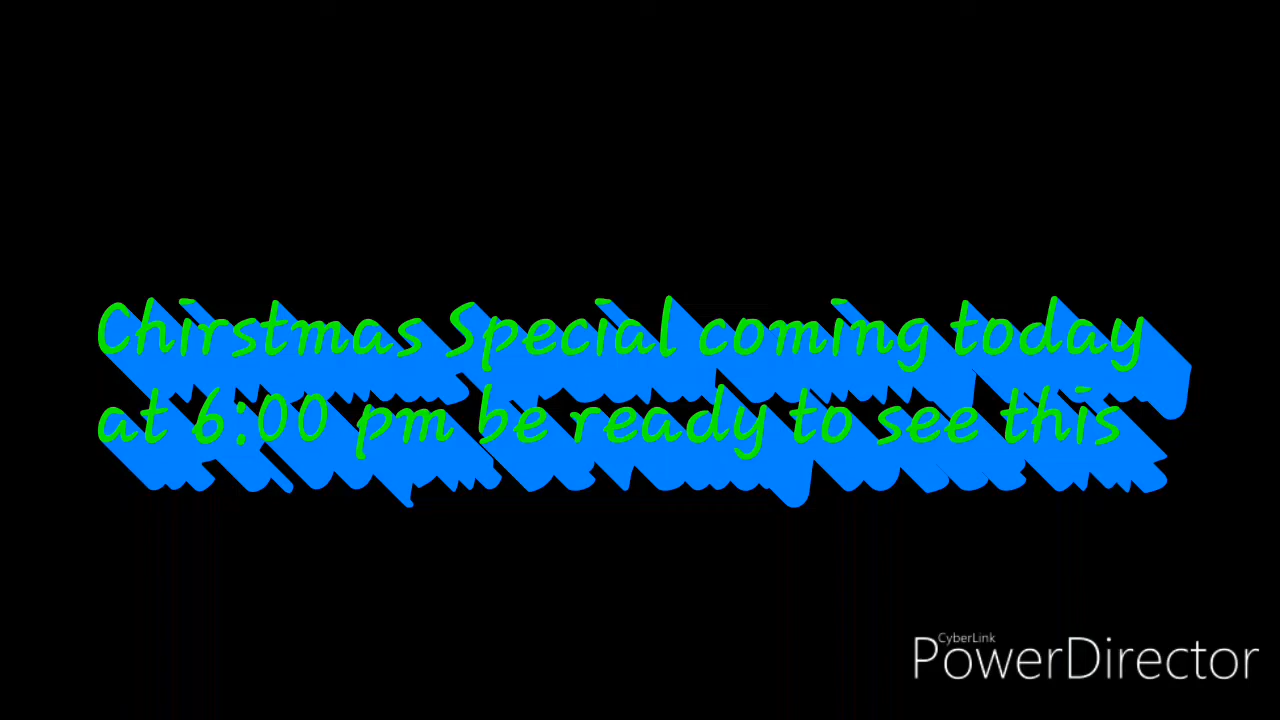 Chirstmas Special coming today
at 6:00 pm be ready to see this
CyberLink
PowerDirector